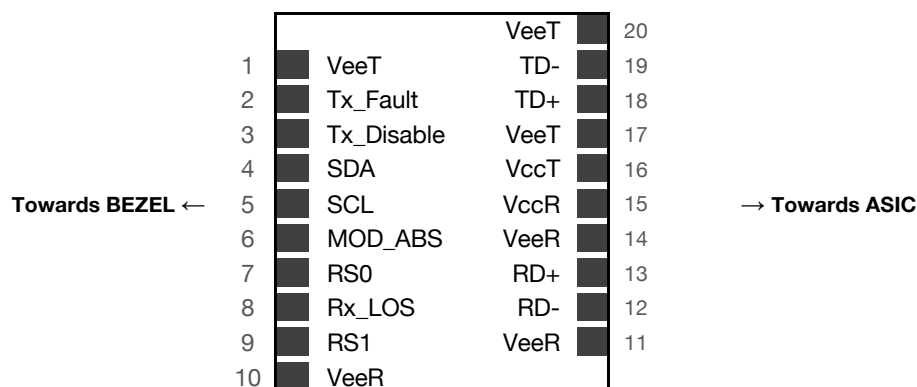 VeeT 20
1 VeeT TD- 19
2 Tx_Fault TD+ 18
3 Tx_Disable VeeT 17
4 SDA VccT 16
Towards BEZEL ← 5 SCL VccR 15 → Towards ASIC
6 MOD_ABS VeeR 14
7 RS0 RD+ 13
8 Rx_LOS RD- 12
9 RS1 VeeR 11
10 VeeR